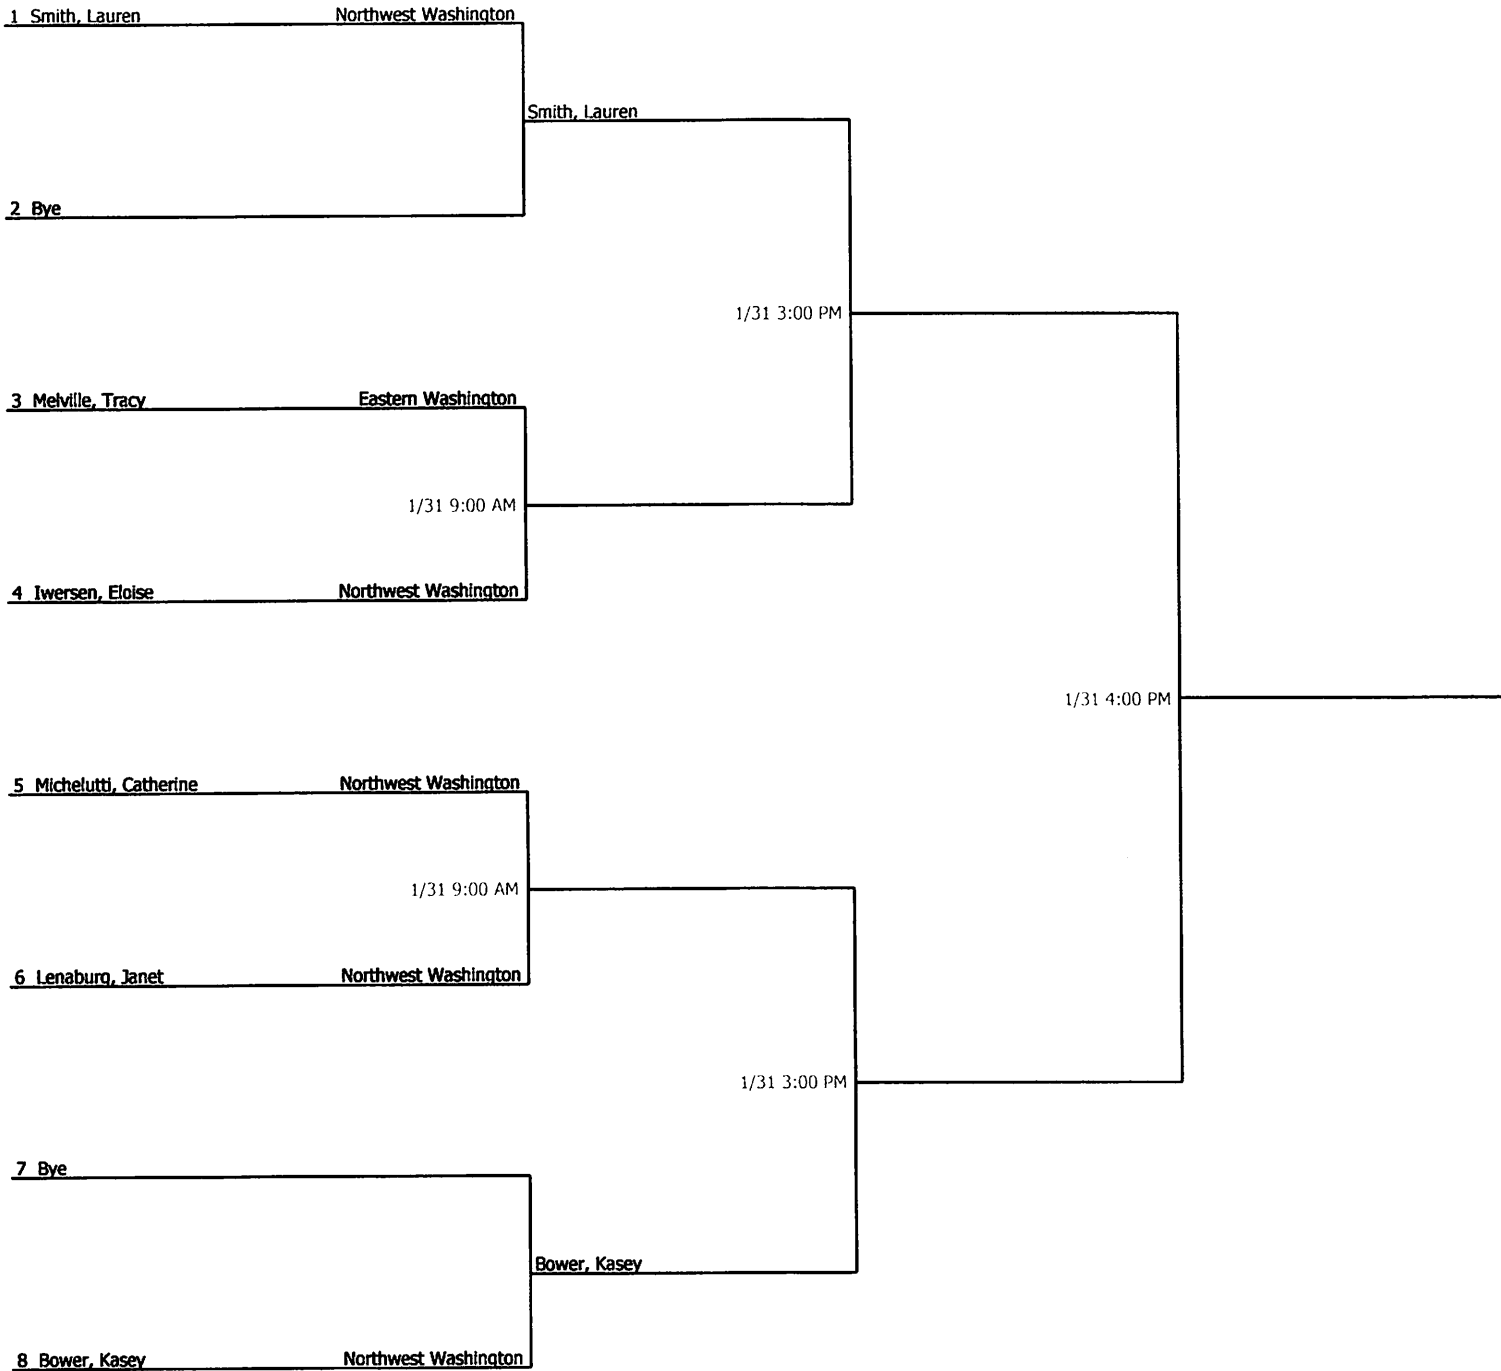 1 Smith, Lauren Northwest Washington
Smith, Lauren
2 Bye
1/31 3:00 PM
3 Melville, Tracy Eastern Washington
1/31 9:00 AM
4 Iwersen, Eloise Northwest Washington
1/31 4:00 PM
5 Michelutti, Catherine Northwest Washington
1/31 9:00 AM
6 Lenaburg, Janet Northwest Washington
1/31 3:00 PM
7 Bye
Bower, Kasey
8 Bower, Kasey Northwest Washington